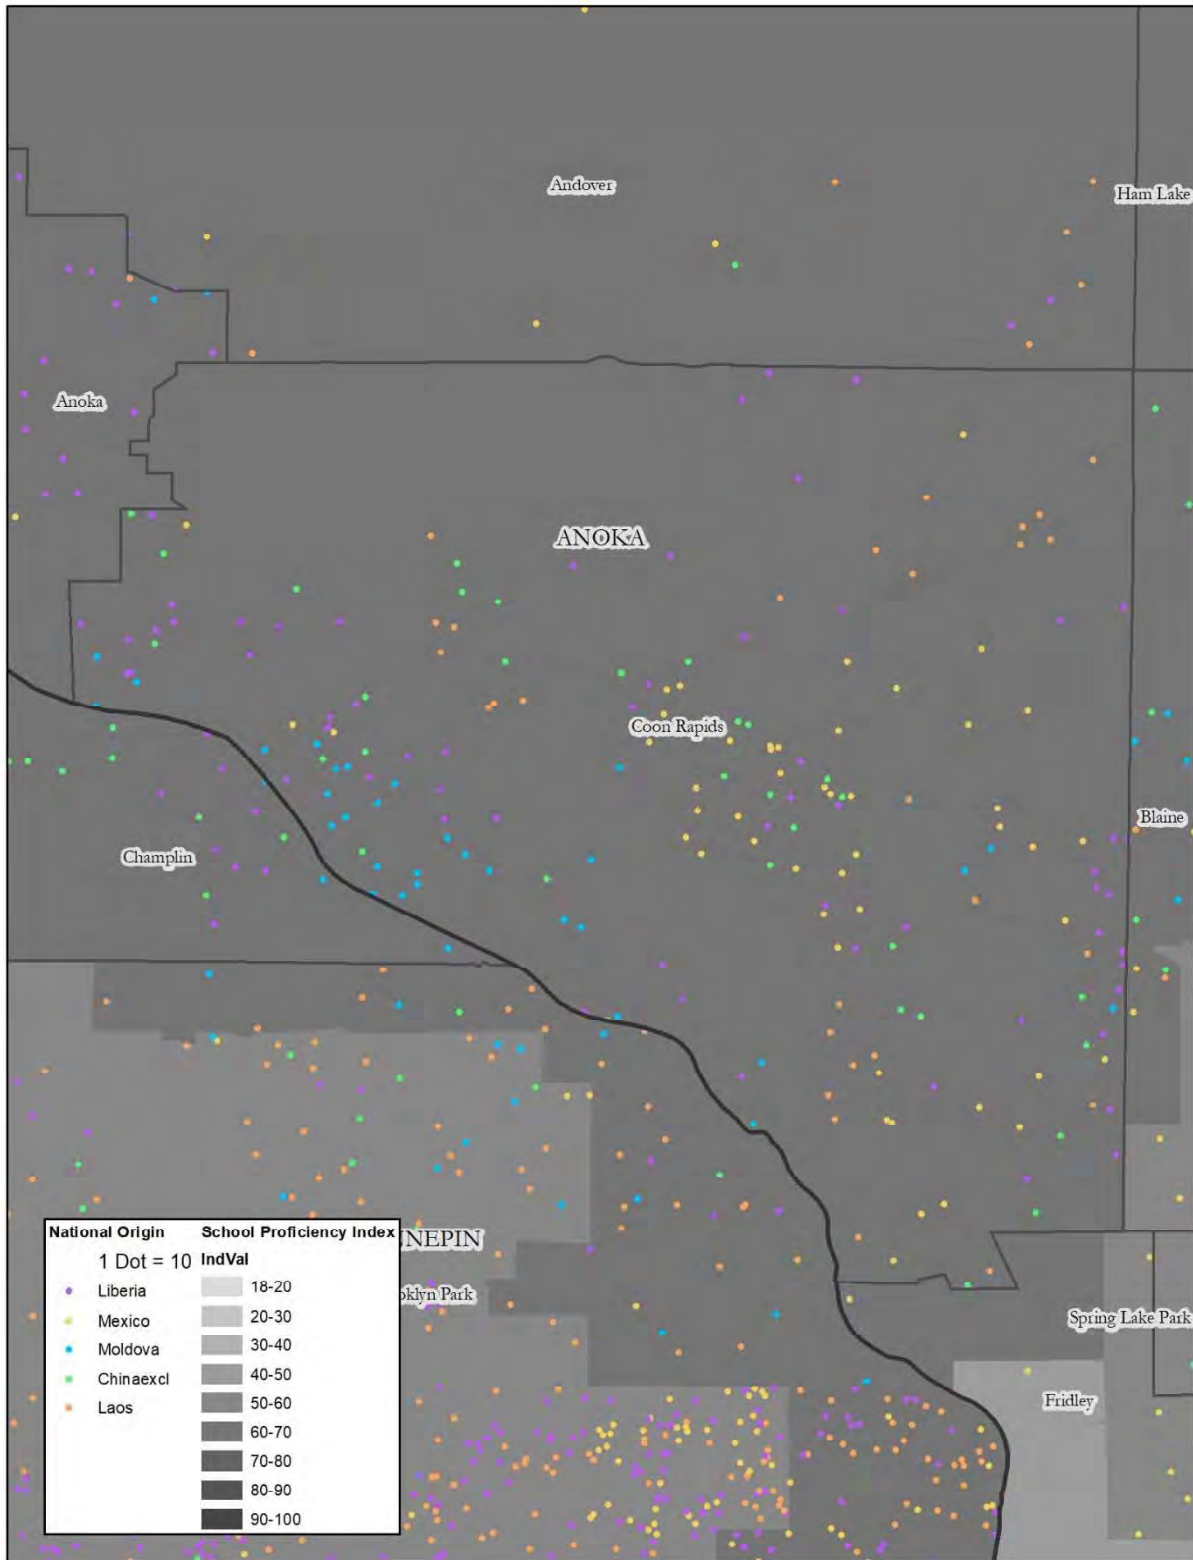 Andover
Ham Lake
Anoka
ANOKA
Coon Rapids
Blaine
Champlin
NNEPIN
oklyn Park
Spring Lake Park
Fridley
National Origin
1 Dot = 10
Liberia
Mexico
Moldova
Chinaexcl
Laos
School Proficiency Index
IndVal
18-20
20-30
30-40
40-50
50-60
60-70
70-80
80-90
90-100